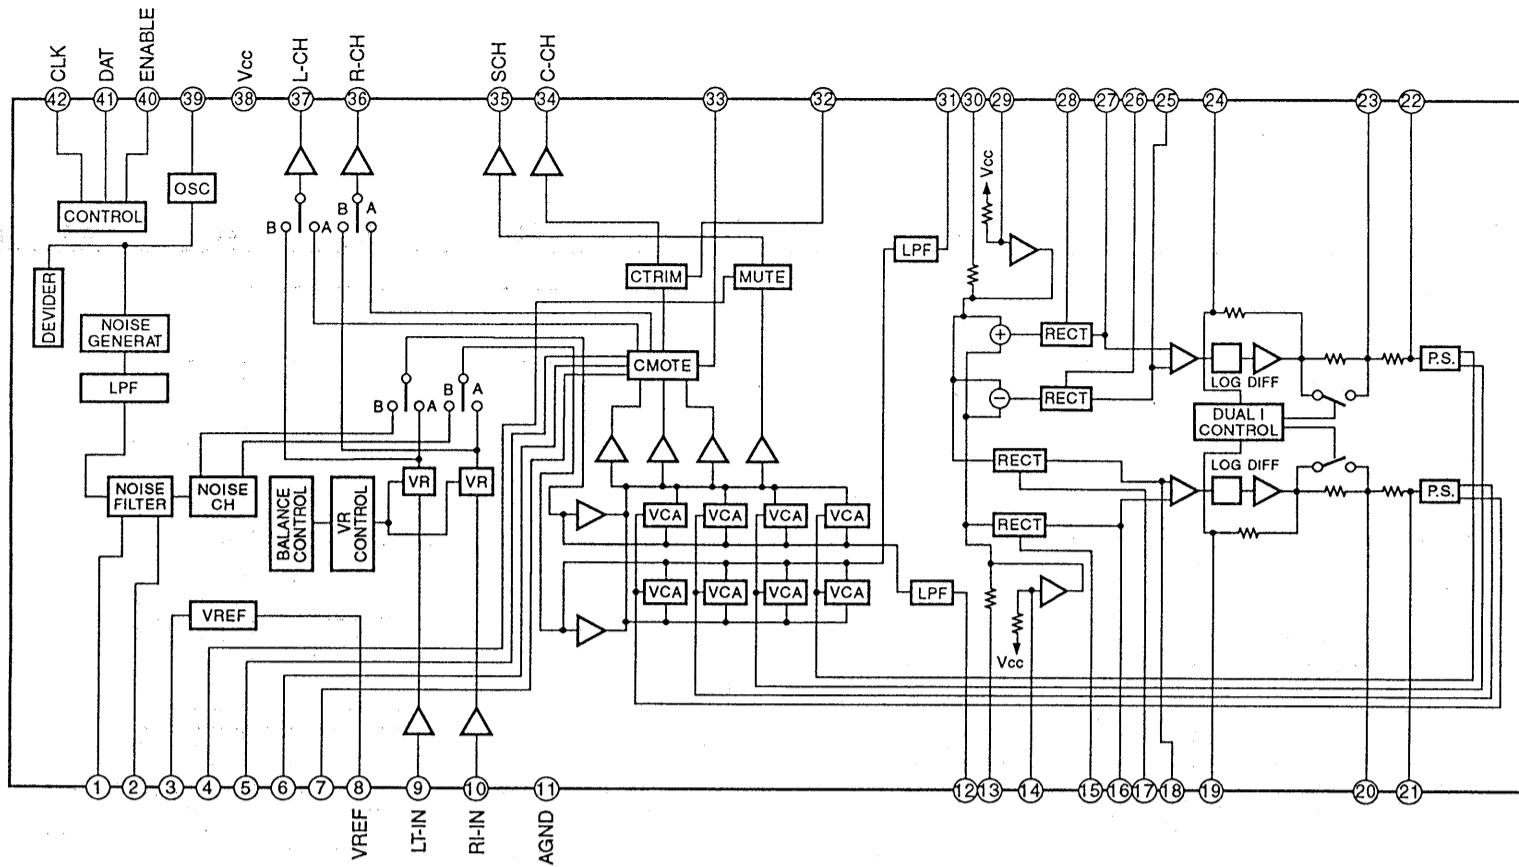 CLK
DAT
ENABLE
Vcc
L-CH
R-CH
SCH
C-CH
42
41
40
39
38
37
36
35
34
33
32
31
30
29
28
27
26
25
24
23
22
Vcc
OSC
CONTROL
B
A
B
A
LPF
CTRIM
MUTE
DEVIDER
NOISE
GENERAT
+
RECT
LPF
CMOTE
P.S.
LOG DIFF
B
A
B
A
−
RECT
DUAL I
CONTROL
RECT
LOG DIFF
NOISE
FILTER
NOISE
CH
BALANCE
CONTROL
VR
CONTROL
VR
VR
VCA
VCA
VCA
VCA
RECT
P.S.
VREF
VCA
VCA
VCA
VCA
LPF
Vcc
1
2
3
4
5
6
7
8
9
10
11
12
13
14
15
16
17
18
19
20
21
VREF
LT-IN
RI-IN
AGND